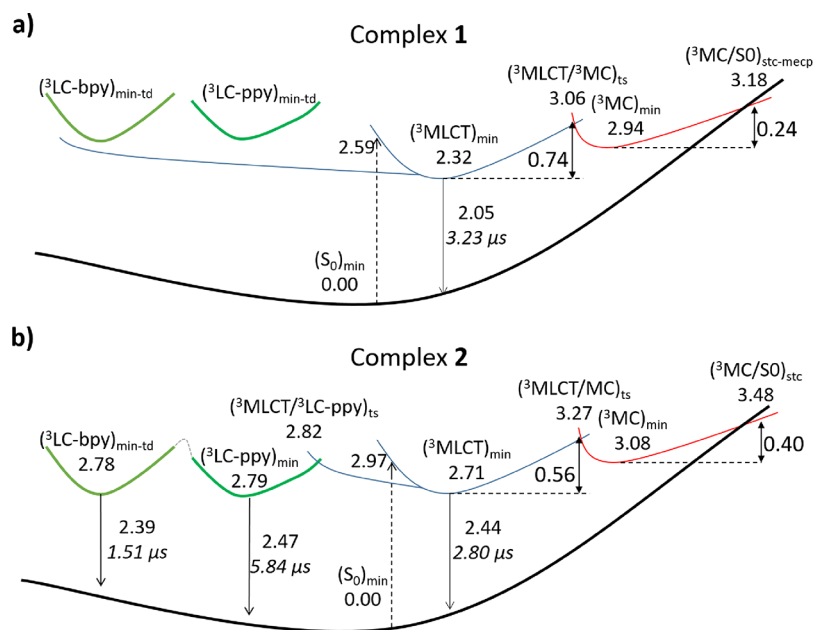 a)
Complex 1
(³LC-bpy)min-td
(³LC-ppy)min-td
(³MLCT/³MC)ts
3.06
(³MC/S0)stc-mecp
3.18
(³MC)min
2.94
(³MLCT)min
2.32
2.59
0.74
0.24
2.05
3.23 µs
(S₀)min
0.00
b)
Complex 2
(³MLCT/³LC-ppy)ts
2.82
(³MLCT/MC)ts
3.27
(³MC/S0)stc
3.48
(³LC-bpy)min-td
2.78
(³LC-ppy)min
2.79
2.97
(³MLCT)min
2.71
(³MC)min
3.08
0.56
0.40
2.39
1.51 µs
2.47
5.84 µs
2.44
2.80 µs
(S₀)min
0.00